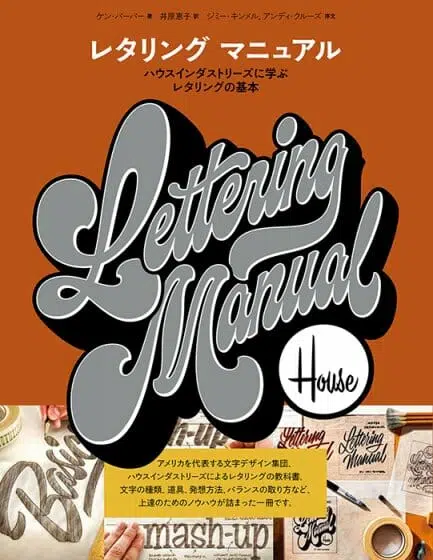 ケン・バーバー 著　井原恵子 訳　ジミー・キンメル, アンディ・クルーズ 序文
レタリング マニュアル
ハウスインダストリーズに学ぶ
レタリングの基本
Lettering
Manual
House
Basic
mash-up
Lettering
Manual
アメリカを代表する文字デザイン集団、
ハウスインダストリーズによるレタリングの教科書。
文字の種類、道具、発想方法、バランスの取り方など、
上達のためのノウハウが詰まった一冊です。
mash-up